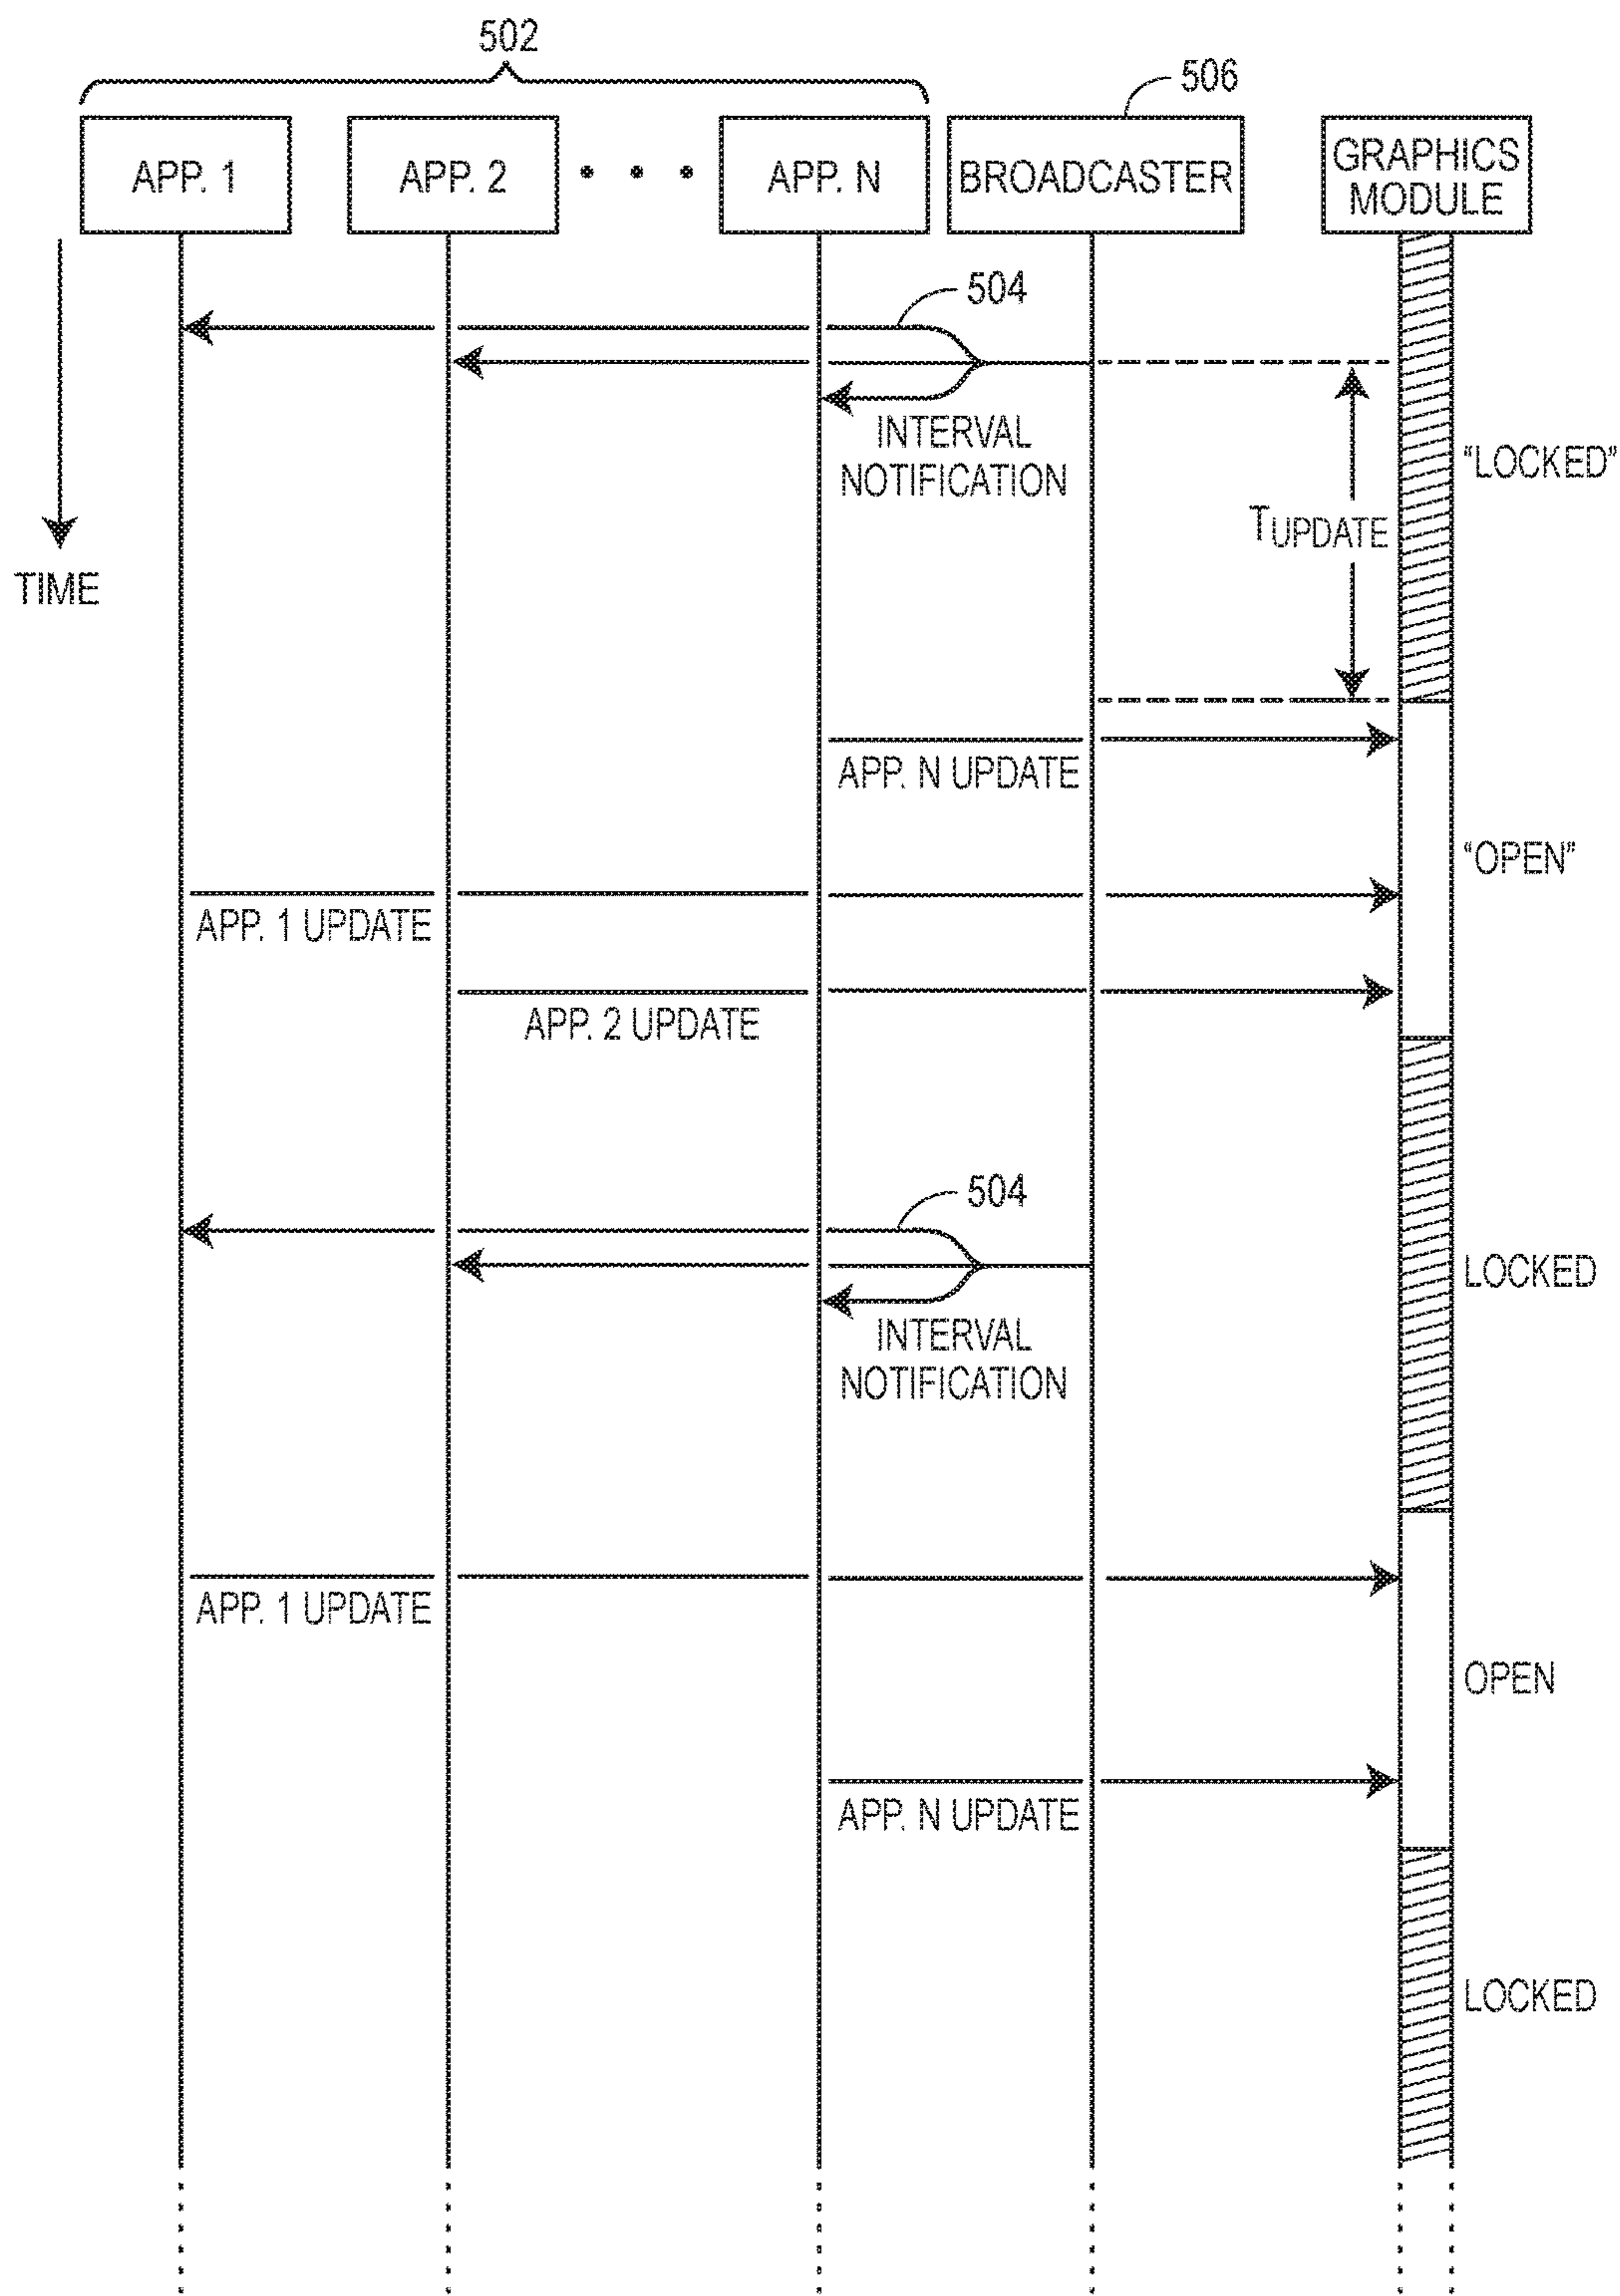 502
506
APP. 1
APP. 2
• • •
APP. N
BROADCASTER
GRAPHICS
MODULE
504
INTERVAL
NOTIFICATION
"LOCKED"
TUPDATE
TIME
APP. N UPDATE
"OPEN"
APP. 1 UPDATE
APP. 2 UPDATE
504
LOCKED
INTERVAL
NOTIFICATION
APP. 1 UPDATE
OPEN
APP. N UPDATE
LOCKED